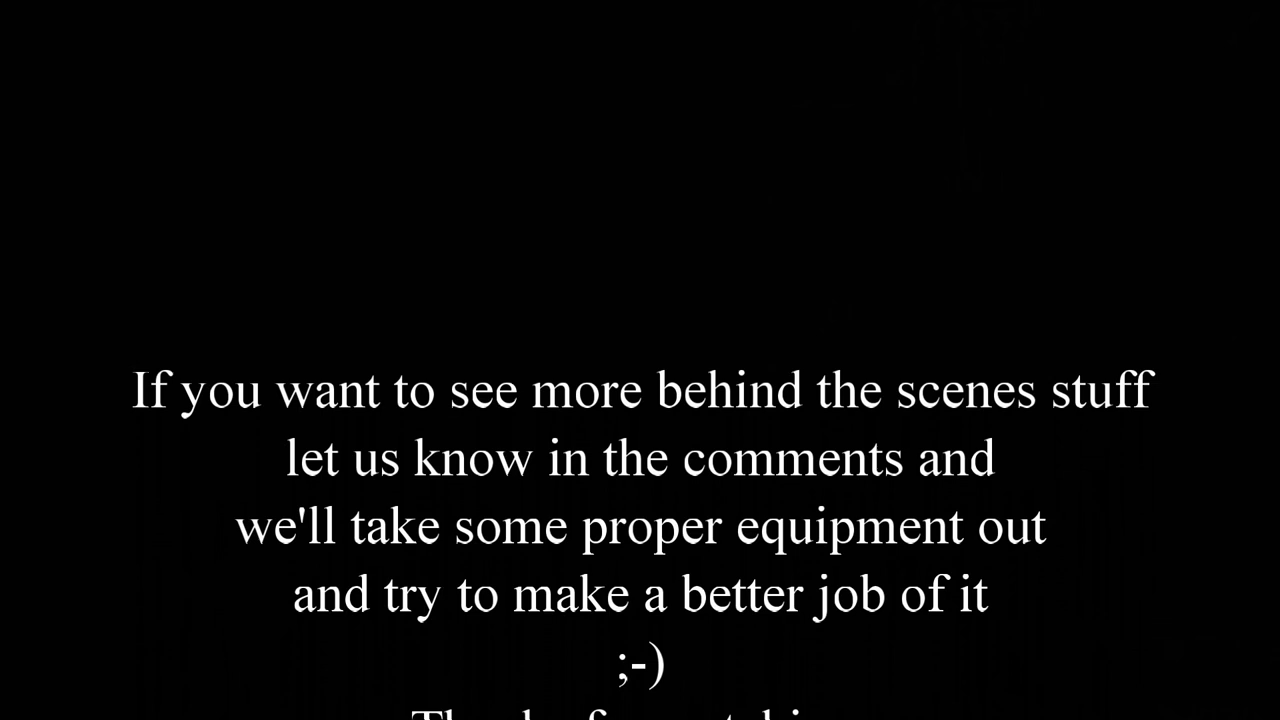 If you want to see more behind the scenes stuff
let us know in the comments and
we'll take some proper equipment out
and try to make a better job of it
;-)